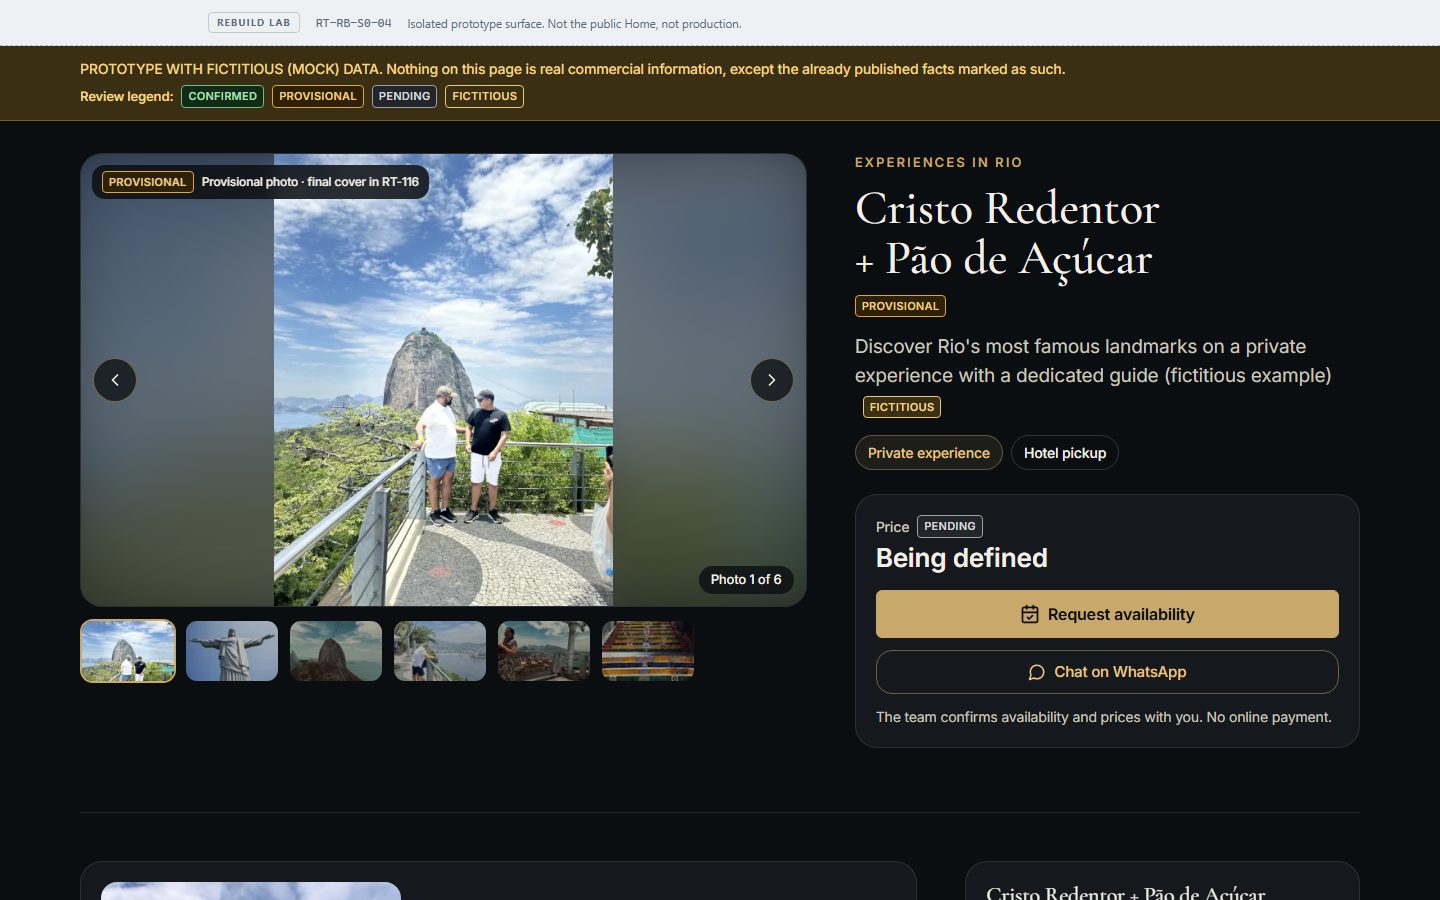 REBUILD LAB RT-RB-S0-04 Isolated prototype surface. Not the public Home, not production.
PROTOTYPE WITH FICTITIOUS (MOCK) DATA. Nothing on this page is real commercial information, except the already published facts marked as such.
Review legend: CONFIRMED PROVISIONAL PENDING FICTITIOUS
PROVISIONAL Provisional photo · final cover in RT-116
Photo 1 of 6
EXPERIENCES IN RIO
Cristo Redentor
+ Pão de Açúcar
PROVISIONAL
Discover Rio's most famous landmarks on a private
experience with a dedicated guide (fictitious example)
FICTITIOUS
Private experience Hotel pickup
Price PENDING
Being defined
Request availability
Chat on WhatsApp
The team confirms availability and prices with you. No online payment.
Cristo Redentor + Pão de Açúcar